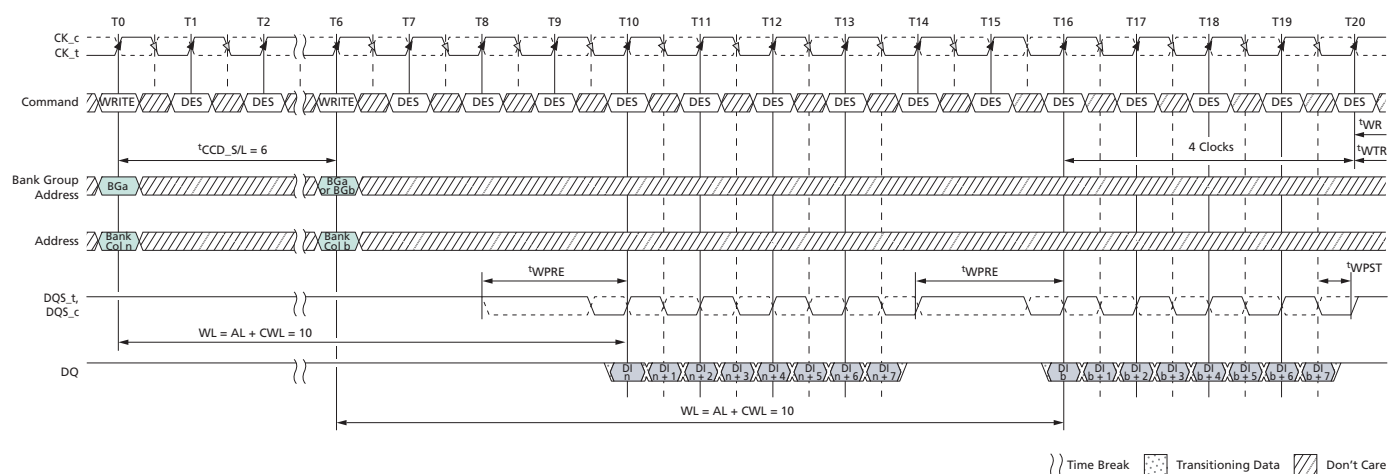 T0 T1 T2 T6 T7 T8 T9 T10 T11 T12 T13 T14 T15 T16 T17 T18 T19 T20
CK_c
CK_t
Command WRITE DES DES WRITE DES DES DES DES DES DES DES DES DES DES DES DES DES DES
tWR
tCCD_S/L = 6
4 Clocks
tWTR
Bank Group
Address
BGa
BGa
or BGb
Address
Bank
Col n
Bank
Col b
tWPRE tWPRE tWPST
DQS_t,
DQS_c
WL = AL + CWL = 10
DQ
DI
n
DI
n + 1
DI
n + 2
DI
n + 3
DI
n + 4
DI
n + 5
DI
n + 6
DI
n + 7
DI
b
DI
b + 1
DI
b + 2
DI
b + 3
DI
b + 4
DI
b + 5
DI
b + 6
DI
b + 7
WL = AL + CWL = 10
Time Break Transitioning Data Don't Care